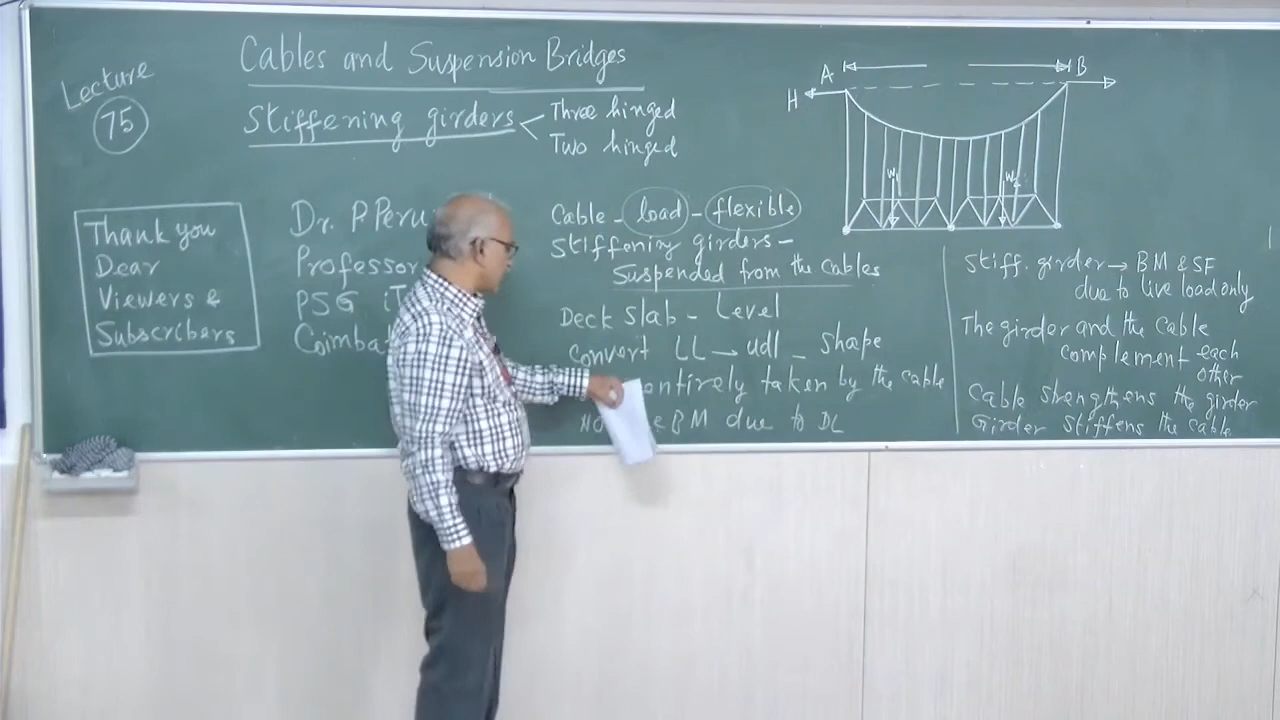 Lecture
75
Cables and Suspension Bridges
Stiffening girders
Three hinged
Two hinged
Thank you
Dear
Viewers &
Subscribers
Dr. P. Peru
Professor
PSG iT
Coimba
Cable - load - flexible
Stiffening girders -
Suspended from the cables
Deck slab - Level
Convert LL → udl - shape
entirely taken by the cable
No BM due to DL
A
B
H
W1
Stiff. girder → BM & SF
due to live load only
The girder and the cable
complement each
other
Cable strengthens the girder
Girder stiffens the cable